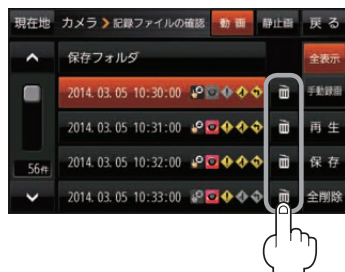 現在地 カメラ 記録ファイルの確認 動画 静止画 戻る
保存フォルダ 全表示
2014. 03. 05 10:30:00 手動録画
2014. 03. 05 10:31:00 再生
2014. 03. 05 10:32:00 保存
56件
2014. 03. 05 10:33:00 全削除